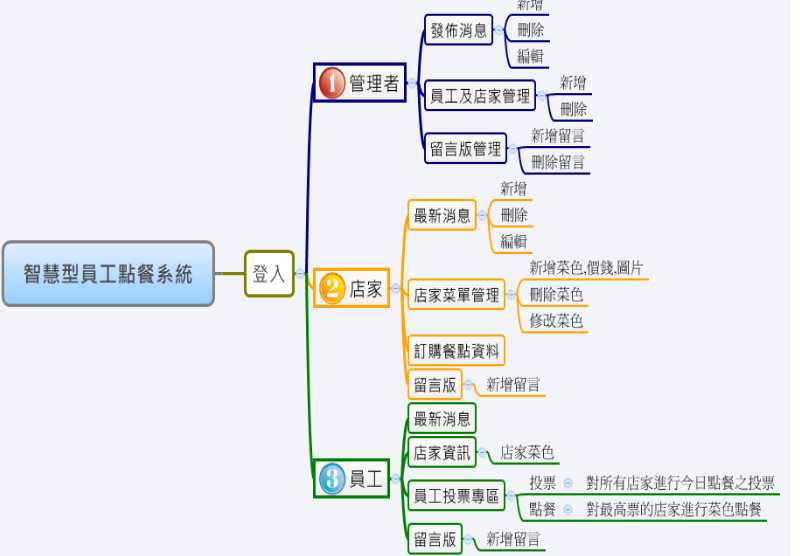 智慧型員工點餐系統
登入
1 管理者
發佈消息
新增
刪除
編輯
員工及店家管理
新增
刪除
留言版管理
新增留言
刪除留言
2 店家
最新消息
新增
刪除
編輯
店家菜單管理
新增菜色,價錢,圖片
刪除菜色
修改菜色
訂購餐點資料
留言版
新增留言
3 員工
最新消息
店家資訊
店家菜色
員工投票專區
投票 對所有店家進行今日點餐之投票
點餐 對最高票的店家進行菜色點餐
留言版
新增留言